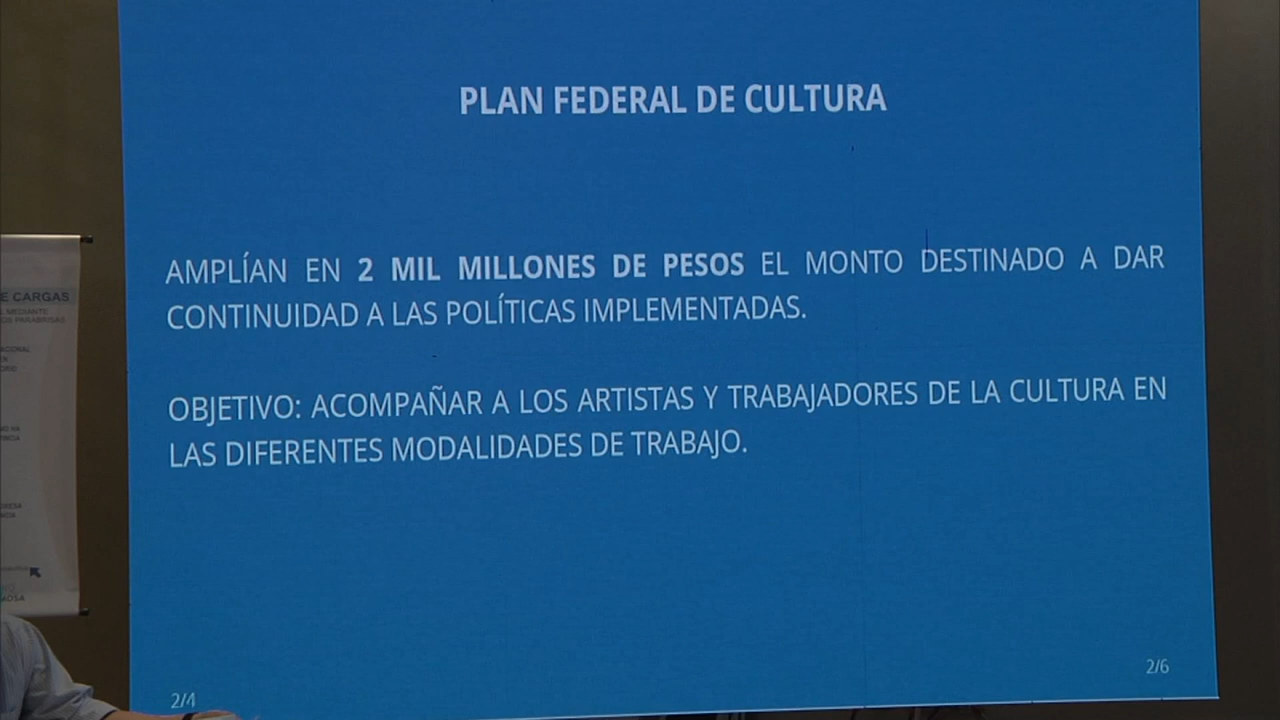 PLAN FEDERAL DE CULTURA
AMPLÍAN EN 2 MIL MILLONES DE PESOS EL MONTO DESTINADO A DAR
CONTINUIDAD A LAS POLÍTICAS IMPLEMENTADAS.
OBJETIVO: ACOMPAÑAR A LOS ARTISTAS Y TRABAJADORES DE LA CULTURA EN
LAS DIFERENTES MODALIDADES DE TRABAJO.
2/4
2/6
E CARGAS
MEDIANTE
PARABRISAS